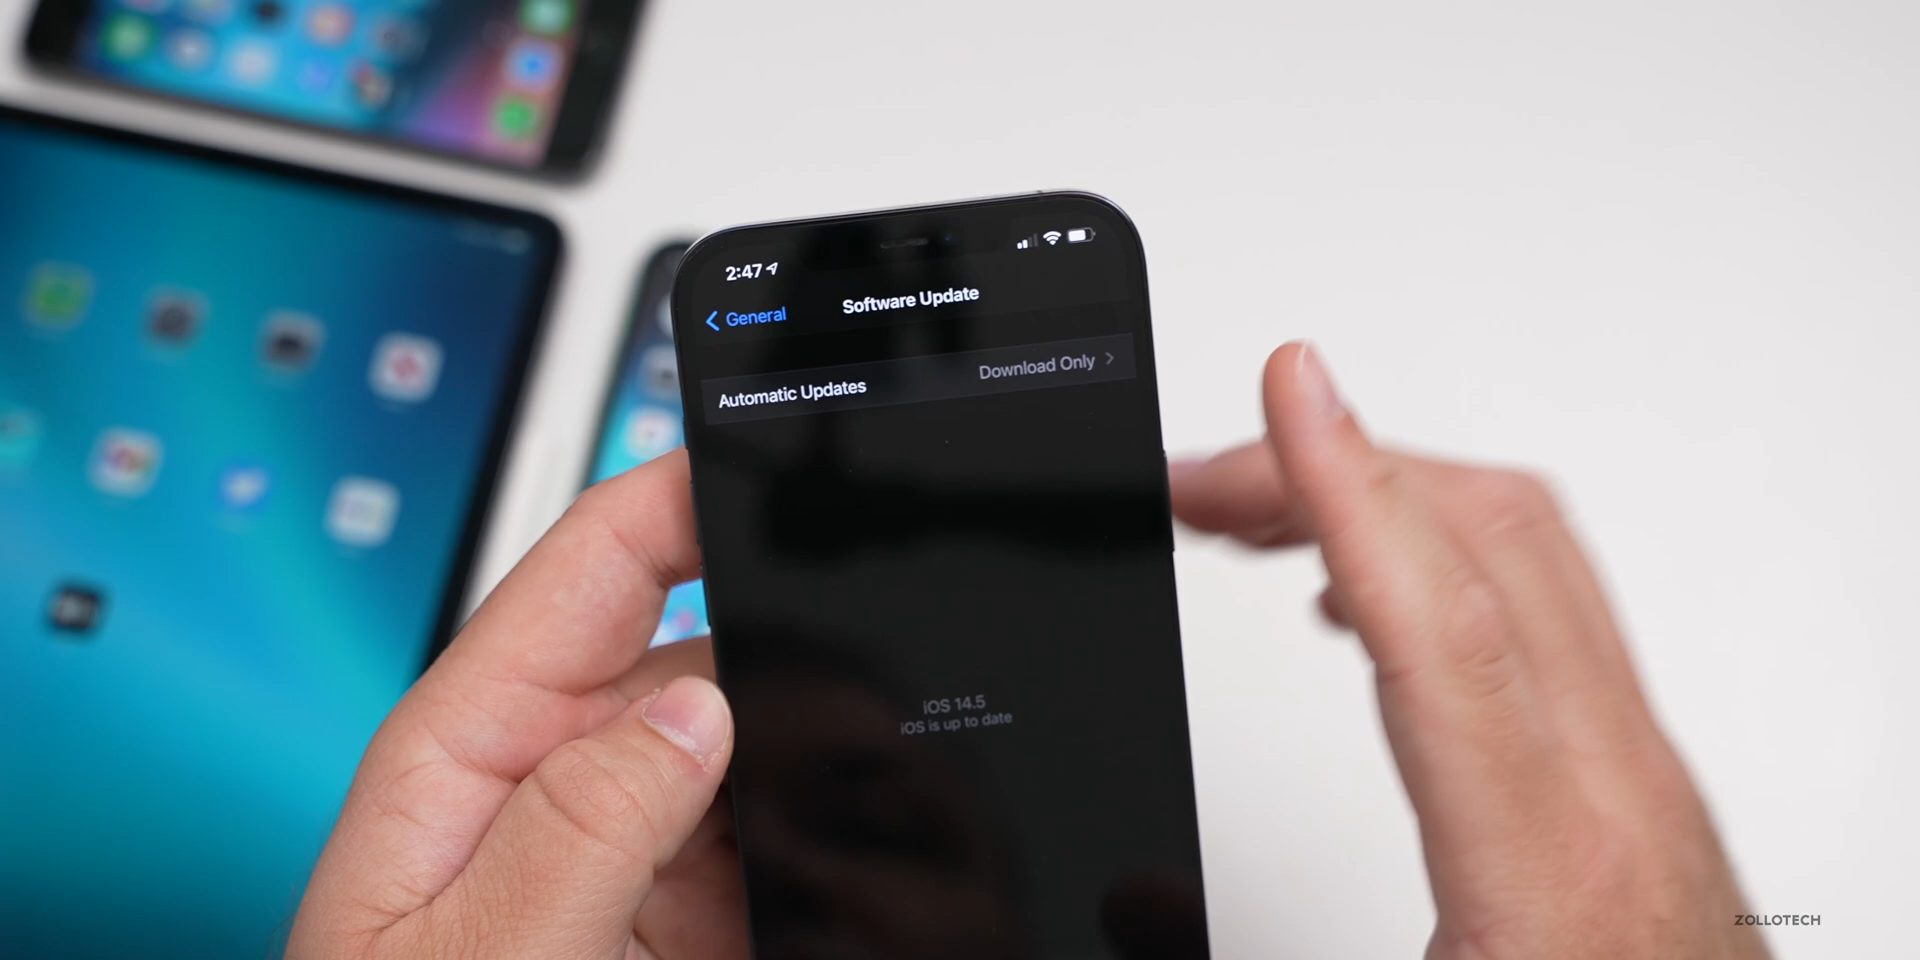 2:47
General
Software Update
Automatic Updates
Download Only
iOS 14.5
iOS is up to date
ZOLLOTECH